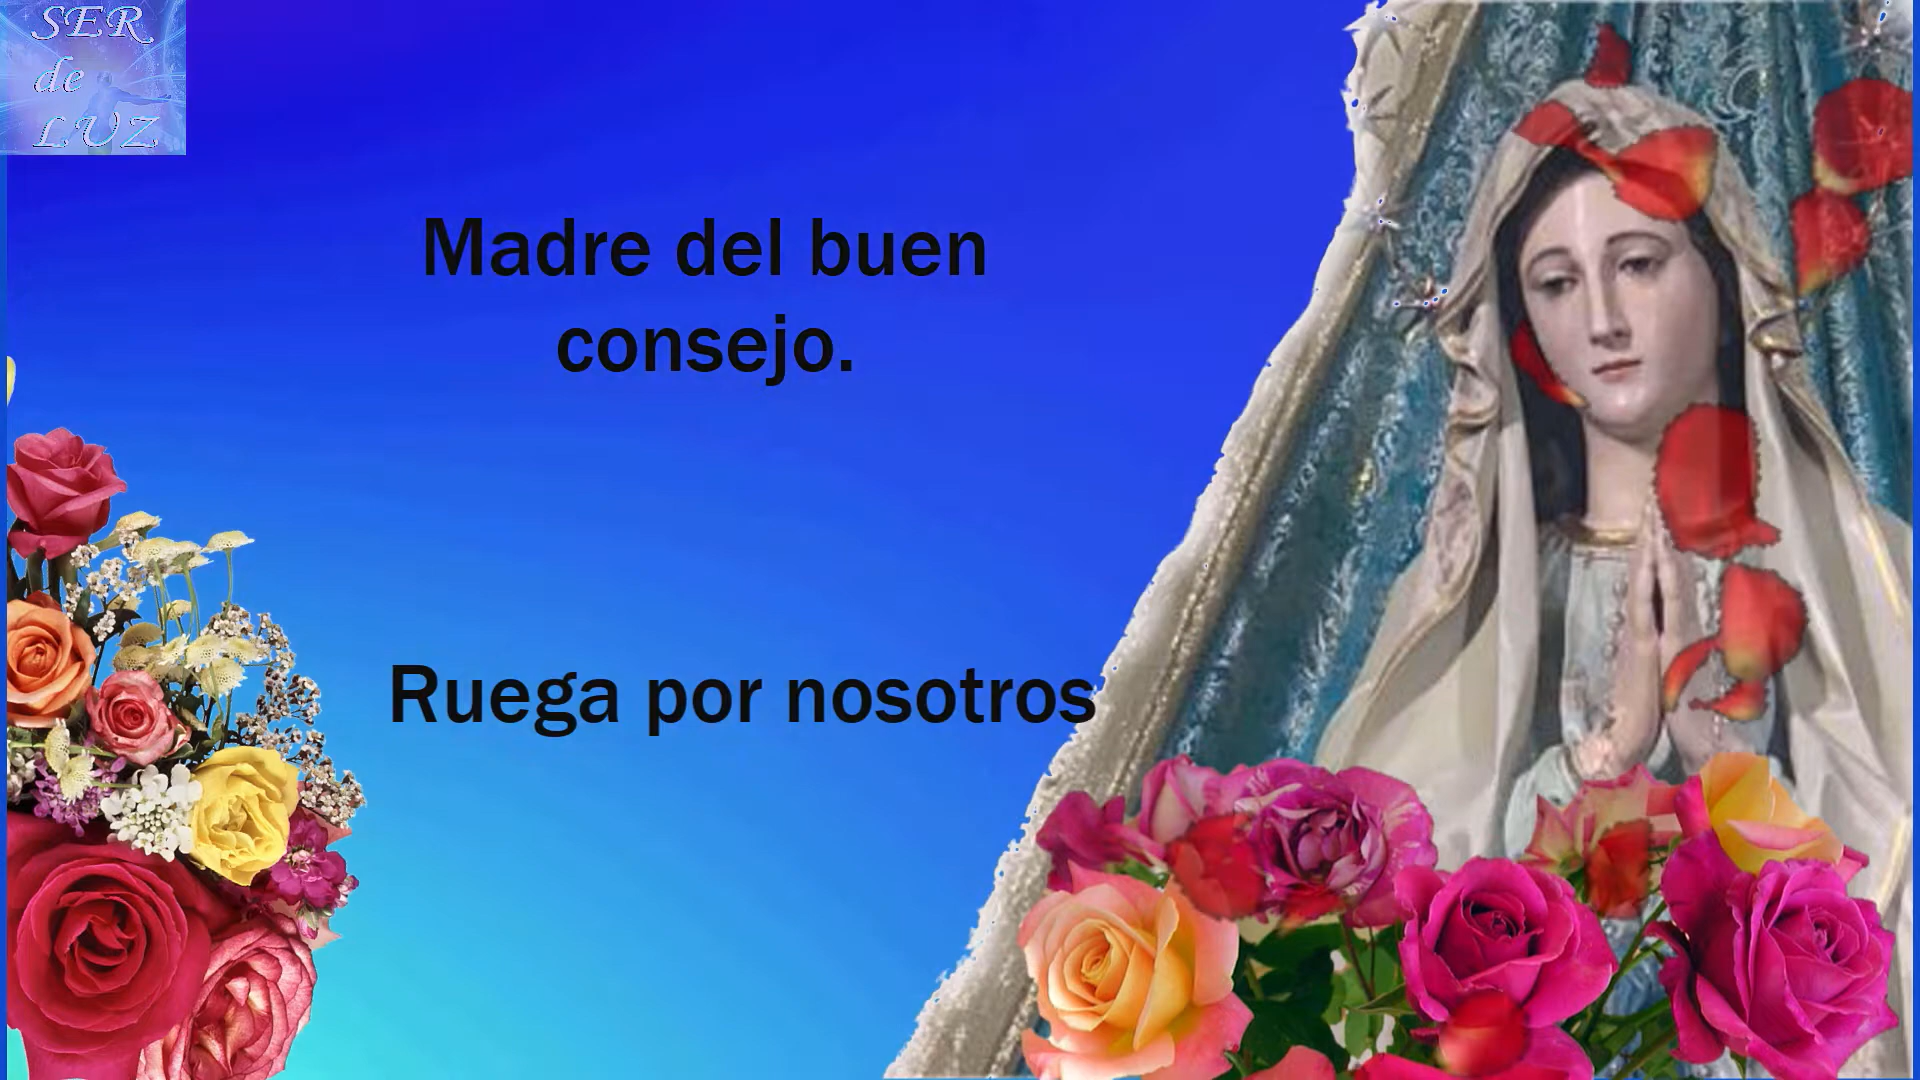 SER
de
LUZ
Madre del buen
consejo.
Ruega por nosotros